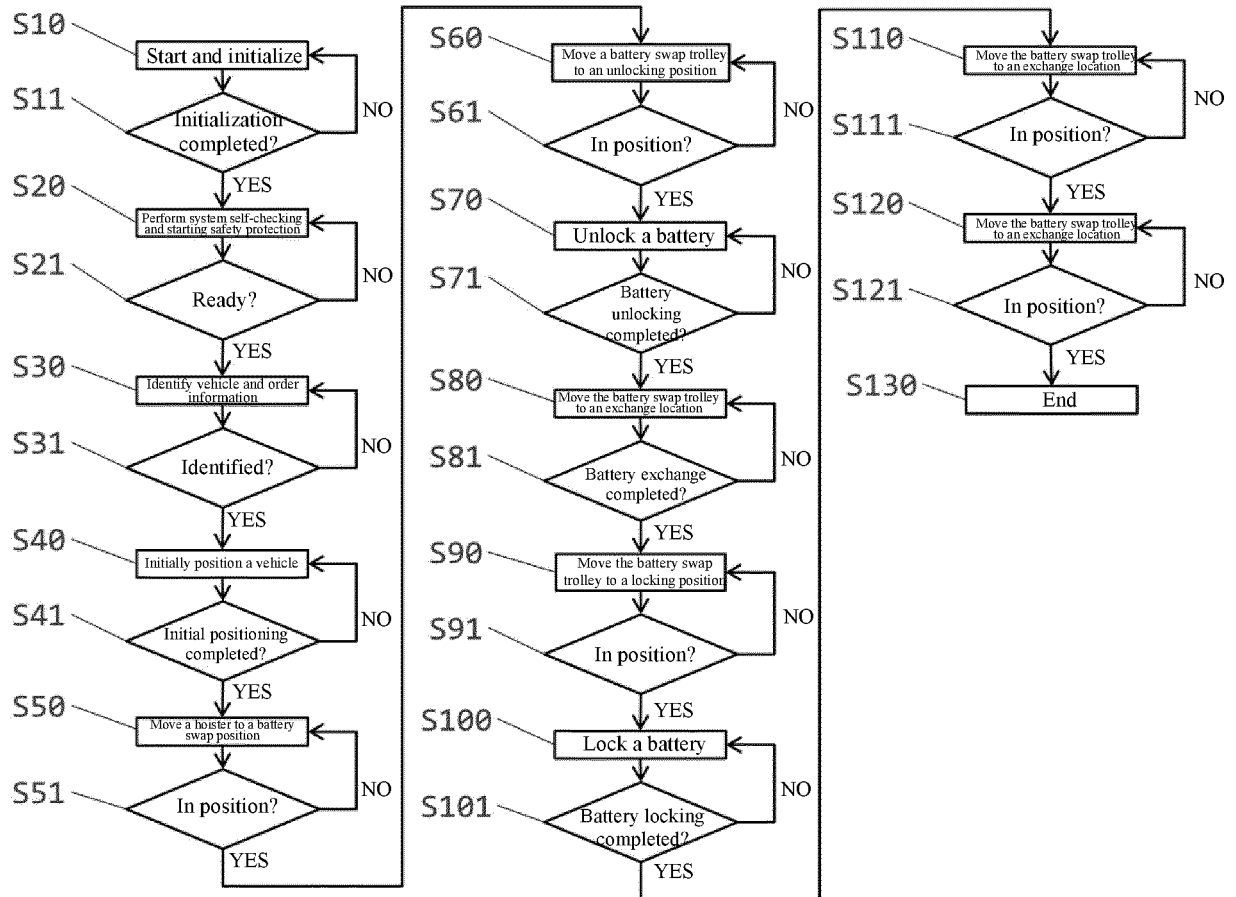 S10
Start and initialize
S11
Initialization
completed?
NO
YES
S20
Perform system self-checking
and starting safety protection
S21
Ready?
NO
YES
S30
Identify vehicle and order
information
S31
Identified?
NO
YES
S40
Initially position a vehicle
S41
Initial positioning
completed?
NO
YES
S50
Move a hoister to a battery
swap position
S51
In position?
NO
YES
S60
Move a battery swap trolley
to an unlocking position
S61
In position?
NO
YES
S70
Unlock a battery
S71
Battery
unlocking
completed?
NO
YES
S80
Move the battery swap trolley
to an exchange location
S81
Battery exchange
completed?
NO
YES
S90
Move the battery swap
trolley to a locking position
S91
In position?
NO
YES
S100
Lock a battery
S101
Battery locking
completed?
NO
YES
S110
Move the battery swap trolley
to an exchange location
S111
In position?
NO
YES
S120
Move the battery swap trolley
to an exchange location
S121
In position?
NO
YES
S130
End